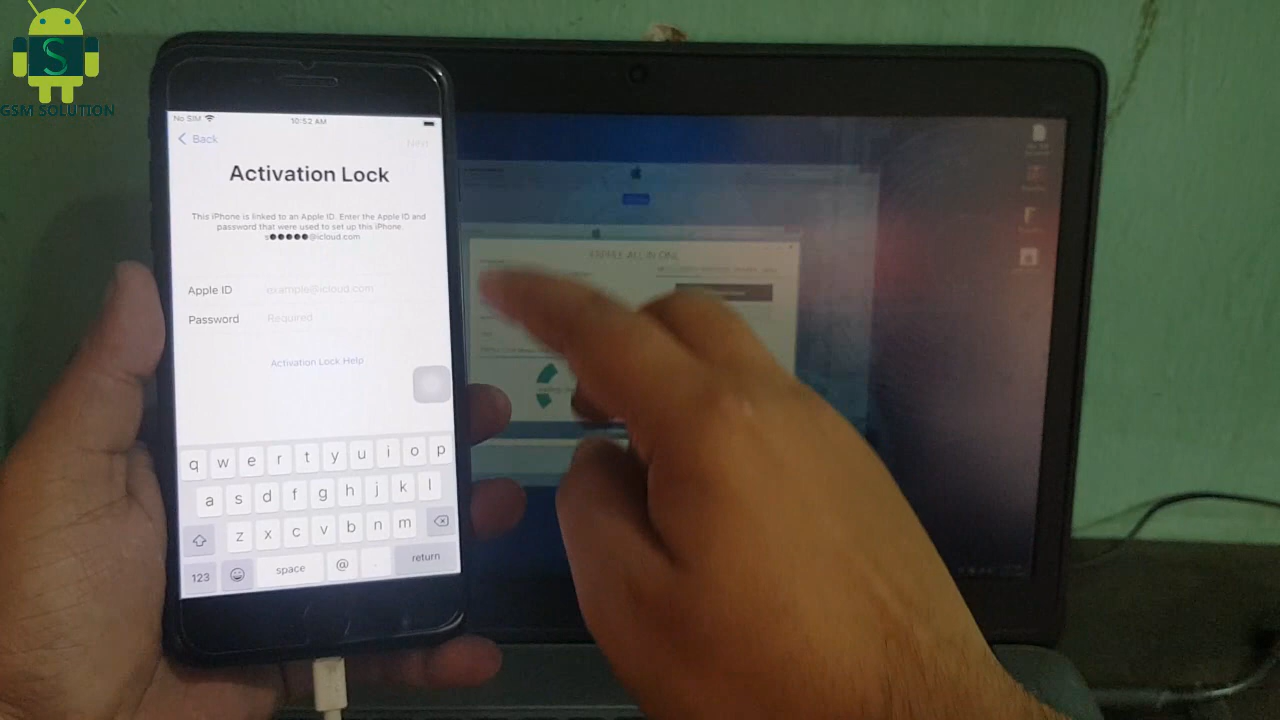 S
GSM SOLUTION
No SIM
10:52 AM
Back
Next
Activation Lock
This iPhone is linked to an Apple ID. Enter the Apple ID and
password that were used to set up this iPhone.
s●●●●●@icloud.com
Apple ID
example@icloud.com
Password
Required
Activation Lock Help
q w e r t y u i o p
a s d f g h j k l
z x c v b n m
123
space
@
.
return
ALL IN ONE